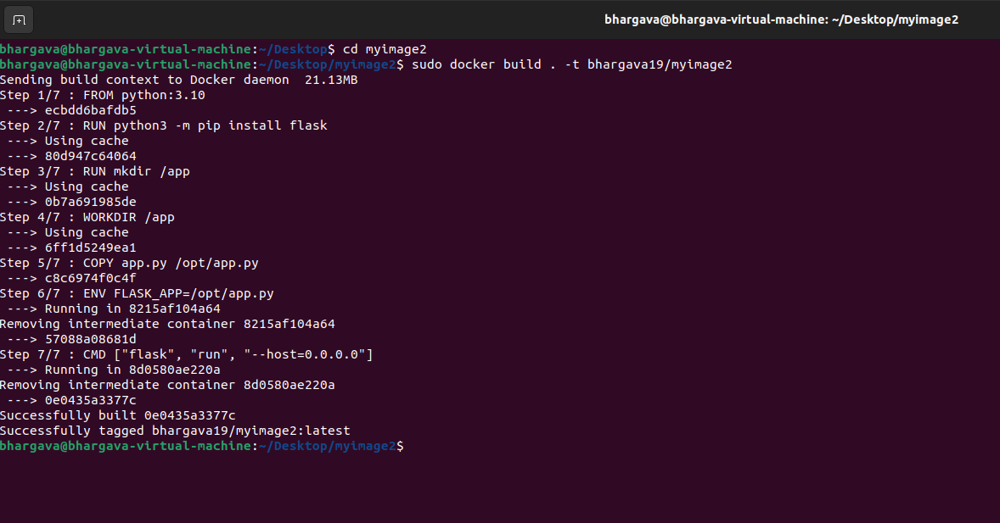 bhargava@bhargava-virtual-machine: ~/Desktop/myimage2
bhargava@bhargava-virtual-machine:~/Desktop$ cd myimage2
bhargava@bhargava-virtual-machine:~/Desktop/myimage2$ sudo docker build . -t bhargava19/myimage2
Sending build context to Docker daemon  21.13MB
Step 1/7 : FROM python:3.10
 ---> ecbdd6bafdb5
Step 2/7 : RUN python3 -m pip install flask
 ---> Using cache
 ---> 80d947c64064
Step 3/7 : RUN mkdir /app
 ---> Using cache
 ---> 0b7a691985de
Step 4/7 : WORKDIR /app
 ---> Using cache
 ---> 6ff1d5249ea1
Step 5/7 : COPY app.py /opt/app.py
 ---> c8c6974f0c4f
Step 6/7 : ENV FLASK_APP=/opt/app.py
 ---> Running in 8215af104a64
Removing intermediate container 8215af104a64
 ---> 57088a08681d
Step 7/7 : CMD ["flask", "run", "--host=0.0.0.0"]
 ---> Running in 8d0580ae220a
Removing intermediate container 8d0580ae220a
 ---> 0e0435a3377c
Successfully built 0e0435a3377c
Successfully tagged bhargava19/myimage2:latest
bhargava@bhargava-virtual-machine:~/Desktop/myimage2$